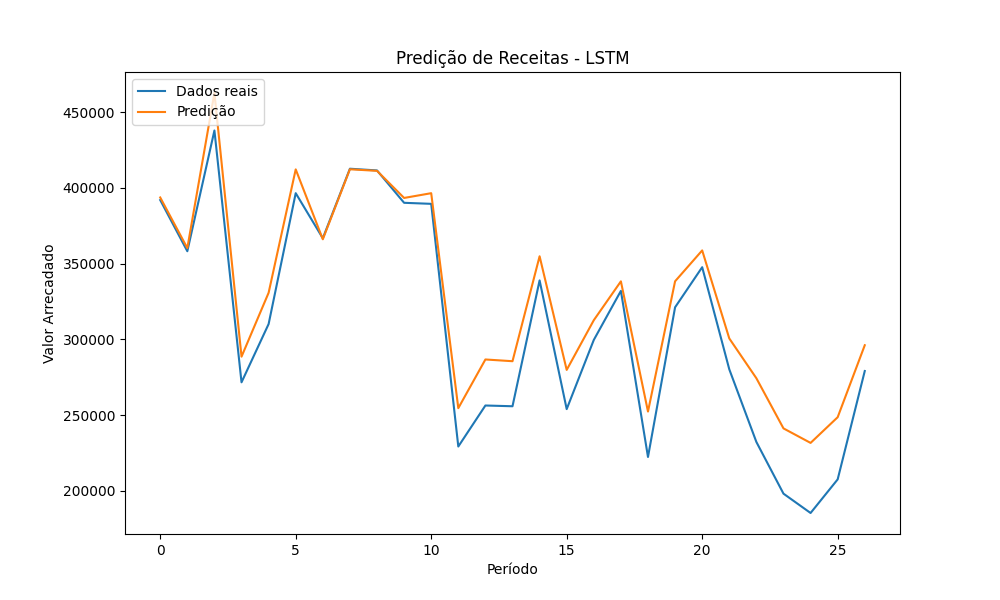 Predição de Receitas - LSTM
Dados reais
Predição
450000
400000
350000
300000
250000
200000
Valor Arrecadado
0 5 10 15 20 25
Período